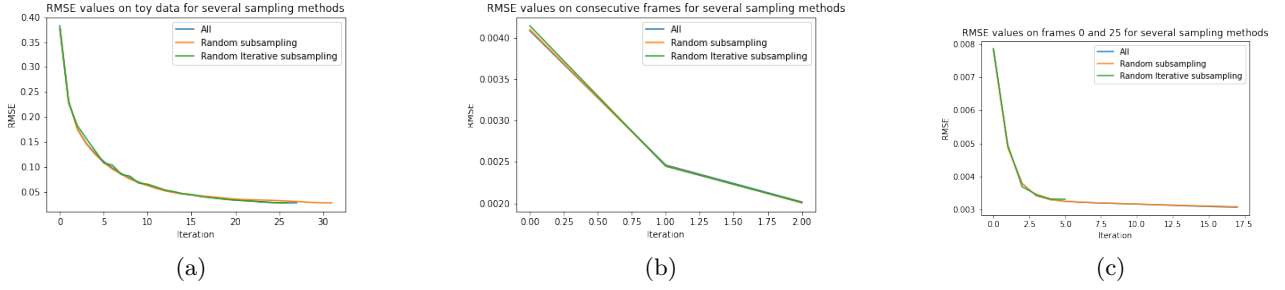 RMSE values on toy data for several sampling methods
0.40
0.35
0.30
0.25
0.20
0.15
0.10
0.05
RMSE
All
Random subsampling
Random Iterative subsampling
0 5 10 15 20 25 30
Iteration
(a)
RMSE values on consecutive frames for several sampling methods
0.0040
0.0035
0.0030
0.0025
0.0020
RMSE
All
Random subsampling
Random Iterative subsampling
0.00 0.25 0.50 0.75 1.00 1.25 1.50 1.75 2.00
Iteration
(b)
RMSE values on frames 0 and 25 for several sampling methods
0.008
0.007
0.006
0.005
0.004
0.003
RMSE
All
Random subsampling
Random Iterative subsampling
0.0 2.5 5.0 7.5 10.0 12.5 15.0 17.5
Iteration
(c)